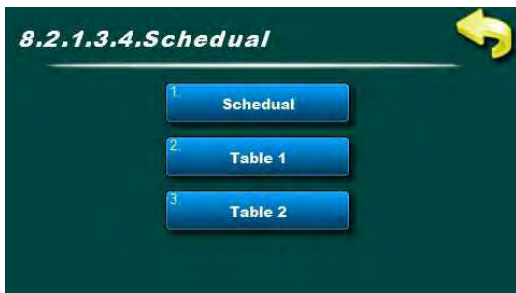 8.2.1.3.4.Schedual
1.
Schedual
2.
Table 1
3.
Table 2